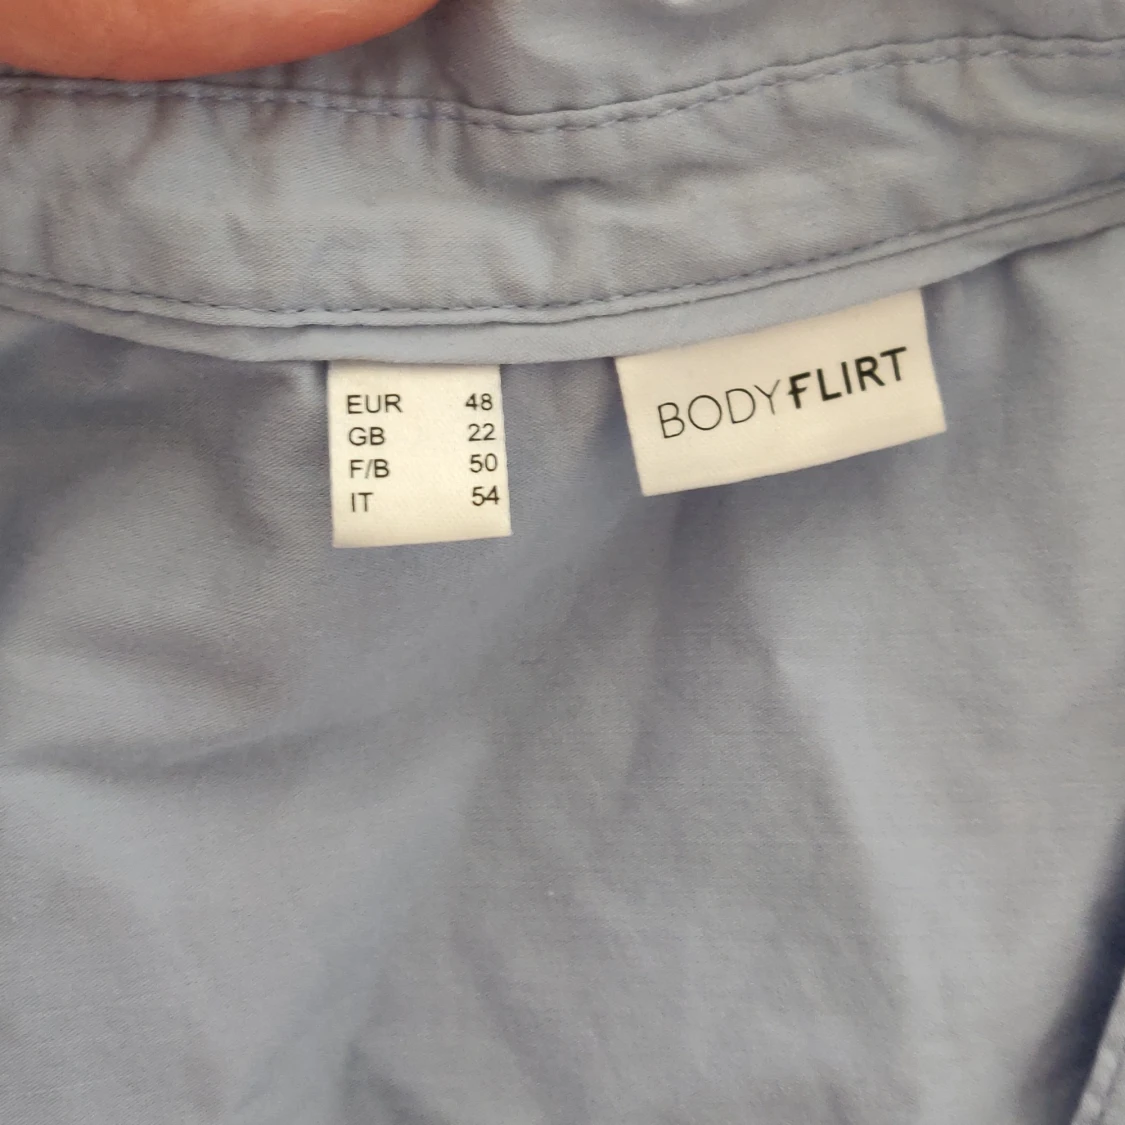 EUR 48
GB 22
F/B 50
IT 54
BODYFLIRT